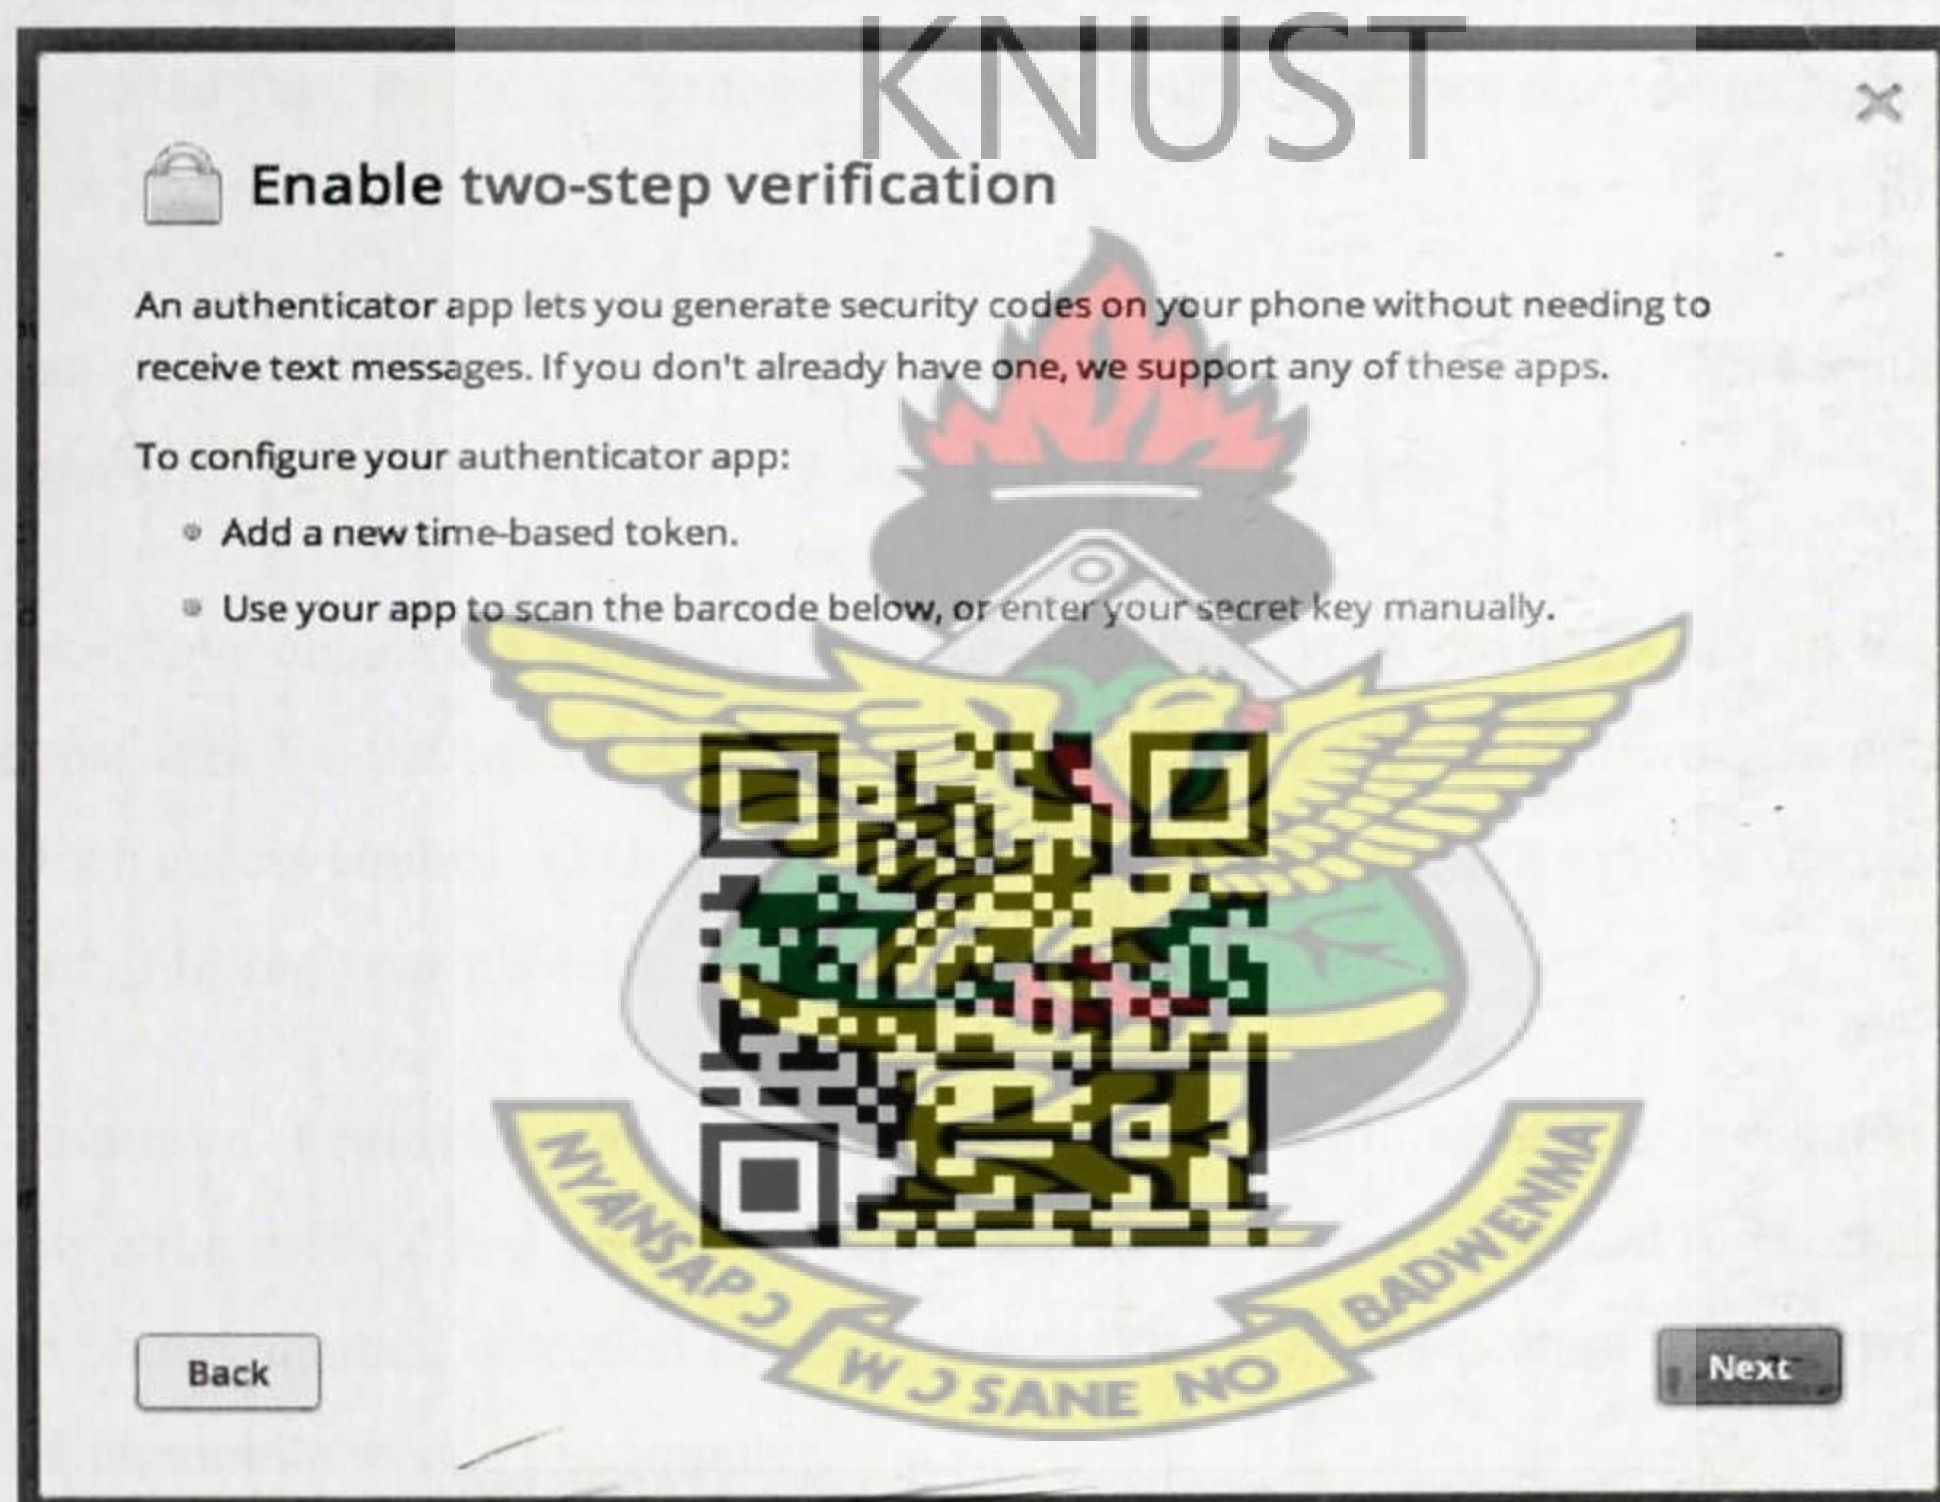 KNUST
Enable two-step verification
An authenticator app lets you generate security codes on your phone without needing to
receive text messages. If you don't already have one, we support any of these apps.
To configure your authenticator app:
Add a new time-based token.
Use your app to scan the barcode below, or enter your secret key manually.
NYANSAPƆ
WƆSANE NO
BADWENMA
Back
Next